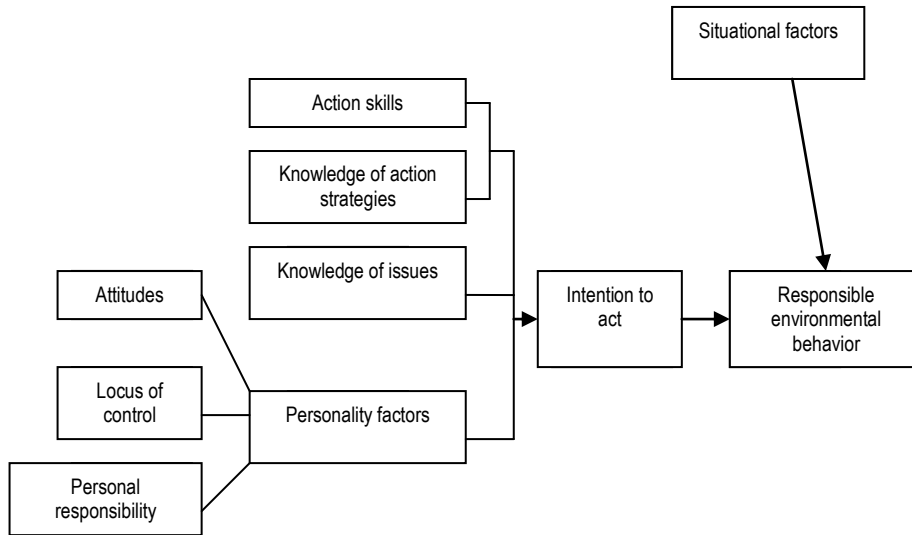 Situational factors
Action skills
Knowledge of action
strategies
Knowledge of issues
Attitudes
Intention to
act
Responsible
environmental
behavior
Locus of
control
Personality factors
Personal
responsibility